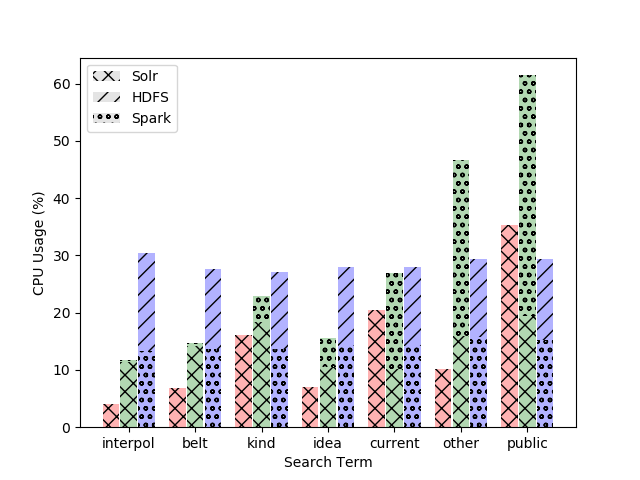 Solr
HDFS
Spark
60
50
40
30
20
10
0
CPU Usage (%)
interpol belt kind idea current other public
Search Term